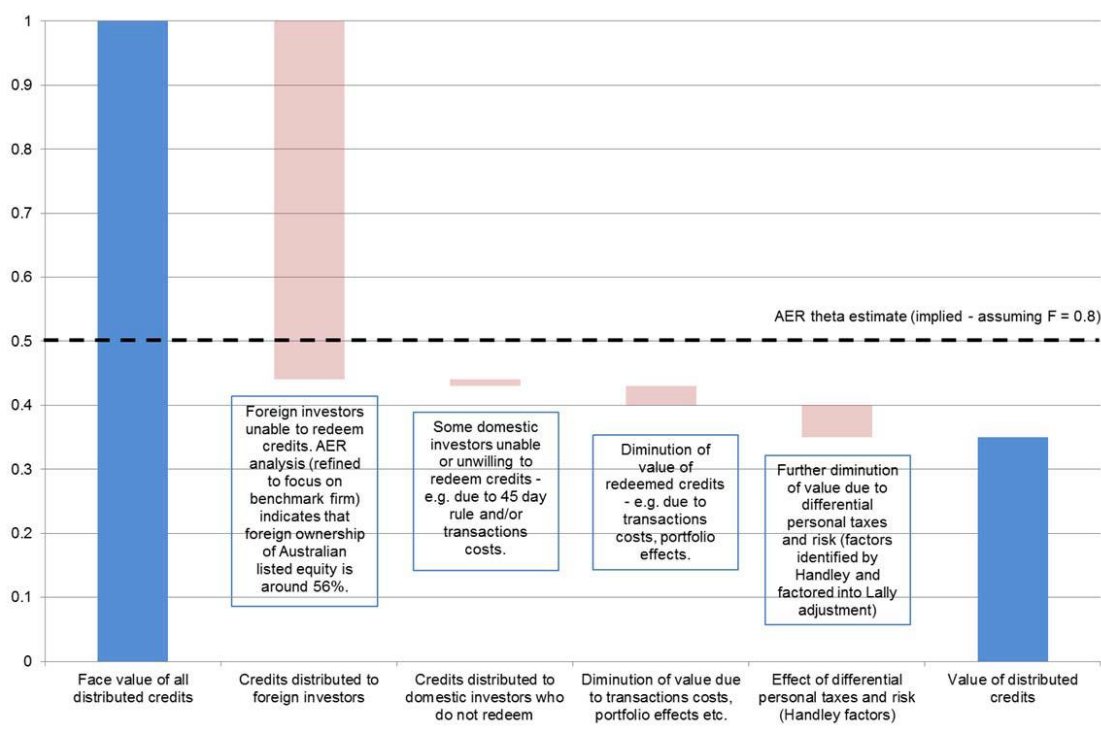 1
0.9
0.8
0.7
0.6
0.5
0.4
0.3
0.2
0.1
0
AER theta estimate (implied - assuming F = 0.8)
Foreign investors
unable to redeem
credits. AER
analysis (refined
to focus on
benchmark firm)
indicates that
foreign ownership
of Australian
listed equity is
around 56%.
Some domestic
investors unable
or unwilling to
redeem credits -
e.g. due to 45 day
rule and/or
transactions
costs.
Diminution of
value of
redeemed credits
- e.g. due to
transactions
costs, portfolio
effects.
Further diminution
of value due to
differential
personal taxes
and risk (factors
identified by
Handley and
factored into Lally
adjustment)
Face value of all
distributed credits
Credits distributed to
foreign investors
Credits distributed to
domestic investors who
do not redeem
Diminution of value due
to transactions costs,
portfolio effects etc.
Effect of differential
personal taxes and risk
(Handley factors)
Value of distributed
credits